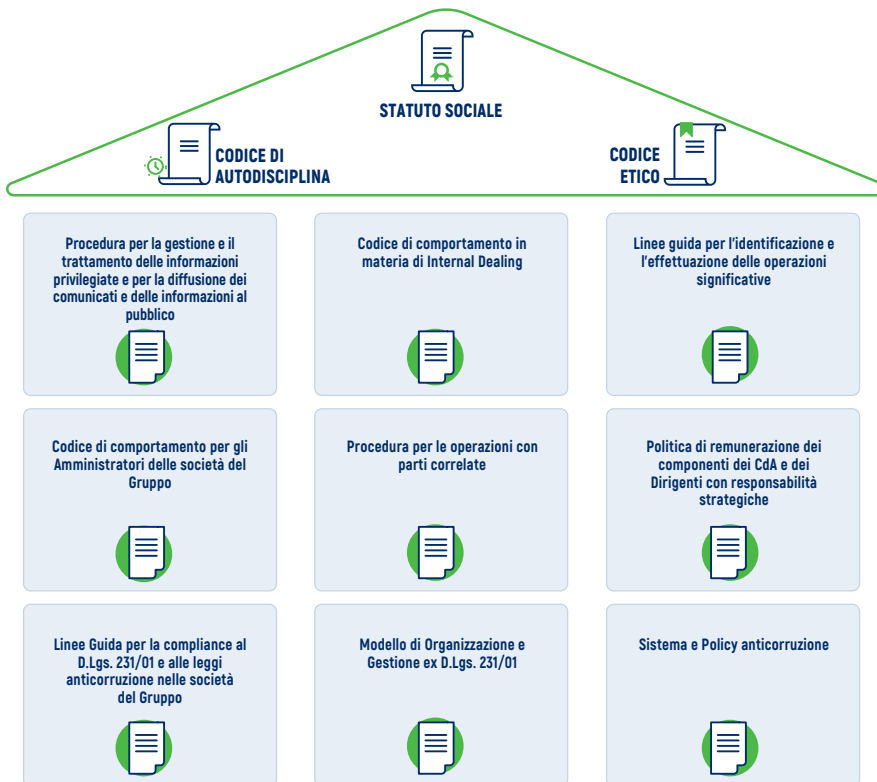 STATUTO SOCIALE
CODICE DI
AUTODISCIPLINA
CODICE
ETICO
Procedura per la gestione e il
trattamento delle informazioni
privilegiate e per la diffusione dei
comunicati e delle informazioni al
pubblico
Codice di comportamento in
materia di Internal Dealing
Linee guida per l'identificazione e
l'effettuazione delle operazioni
significative
Codice di comportamento per gli
Amministratori delle società del
Gruppo
Procedura per le operazioni con
parti correlate
Politica di remunerazione dei
componenti dei CdA e dei
Dirigenti con responsabilità
strategiche
Linee Guida per la compliance al
D.Lgs. 231/01 e alle leggi
anticorruzione nelle società
del Gruppo
Modello di Organizzazione e
Gestione ex D.Lgs. 231/01
Sistema e Policy anticorruzione